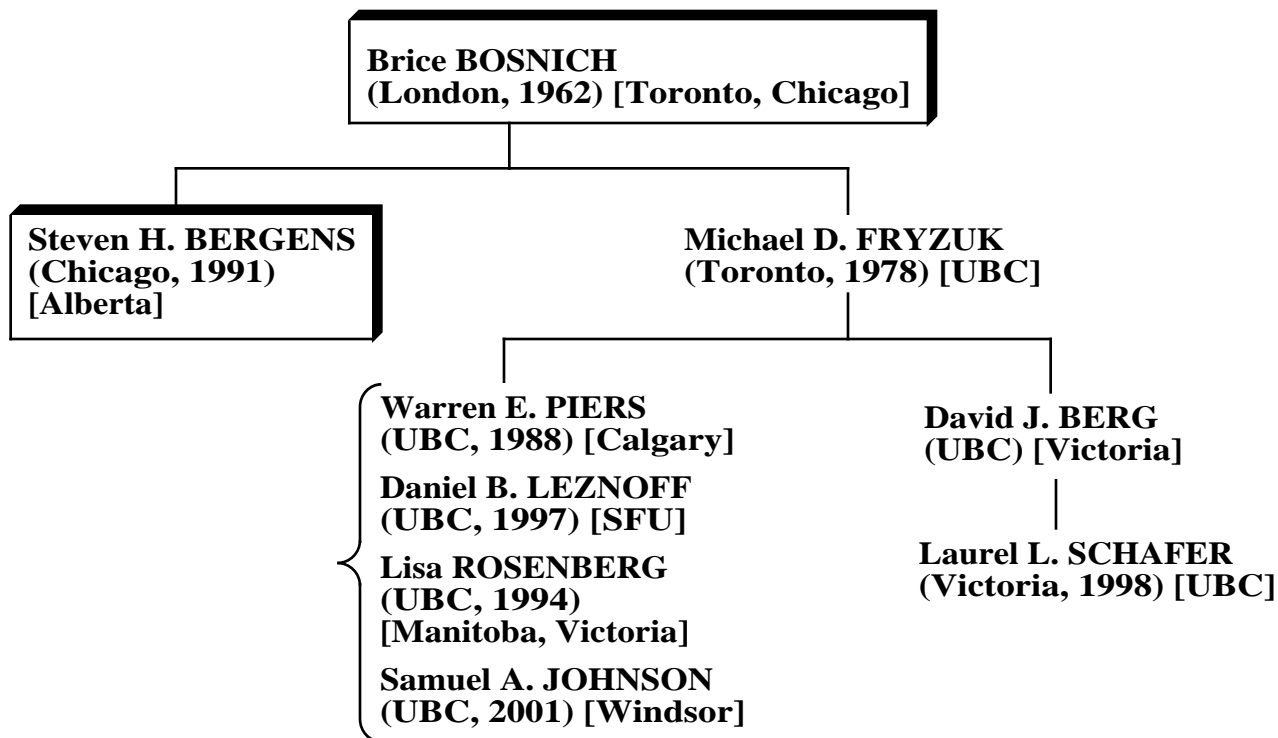 Brice BOSNICH
(London, 1962) [Toronto, Chicago]
Steven H. BERGENS
(Chicago, 1991)
[Alberta]
Michael D. FRYZUK
(Toronto, 1978) [UBC]
Warren E. PIERS
(UBC, 1988) [Calgary]
Daniel B. LEZNOFF
(UBC, 1997) [SFU]
Lisa ROSENBERG
(UBC, 1994)
[Manitoba, Victoria]
Samuel A. JOHNSON
(UBC, 2001) [Windsor]
David J. BERG
(UBC) [Victoria]
Laurel L. SCHAFER
(Victoria, 1998) [UBC]